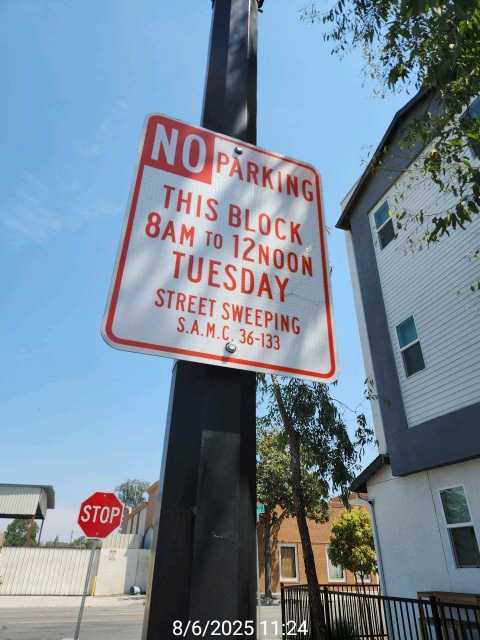 NO PARKING
THIS BLOCK
8AM TO 12NOON
TUESDAY
STREET SWEEPING
S.A.M.C. 36-133
STOP
8/6/2025 11:24